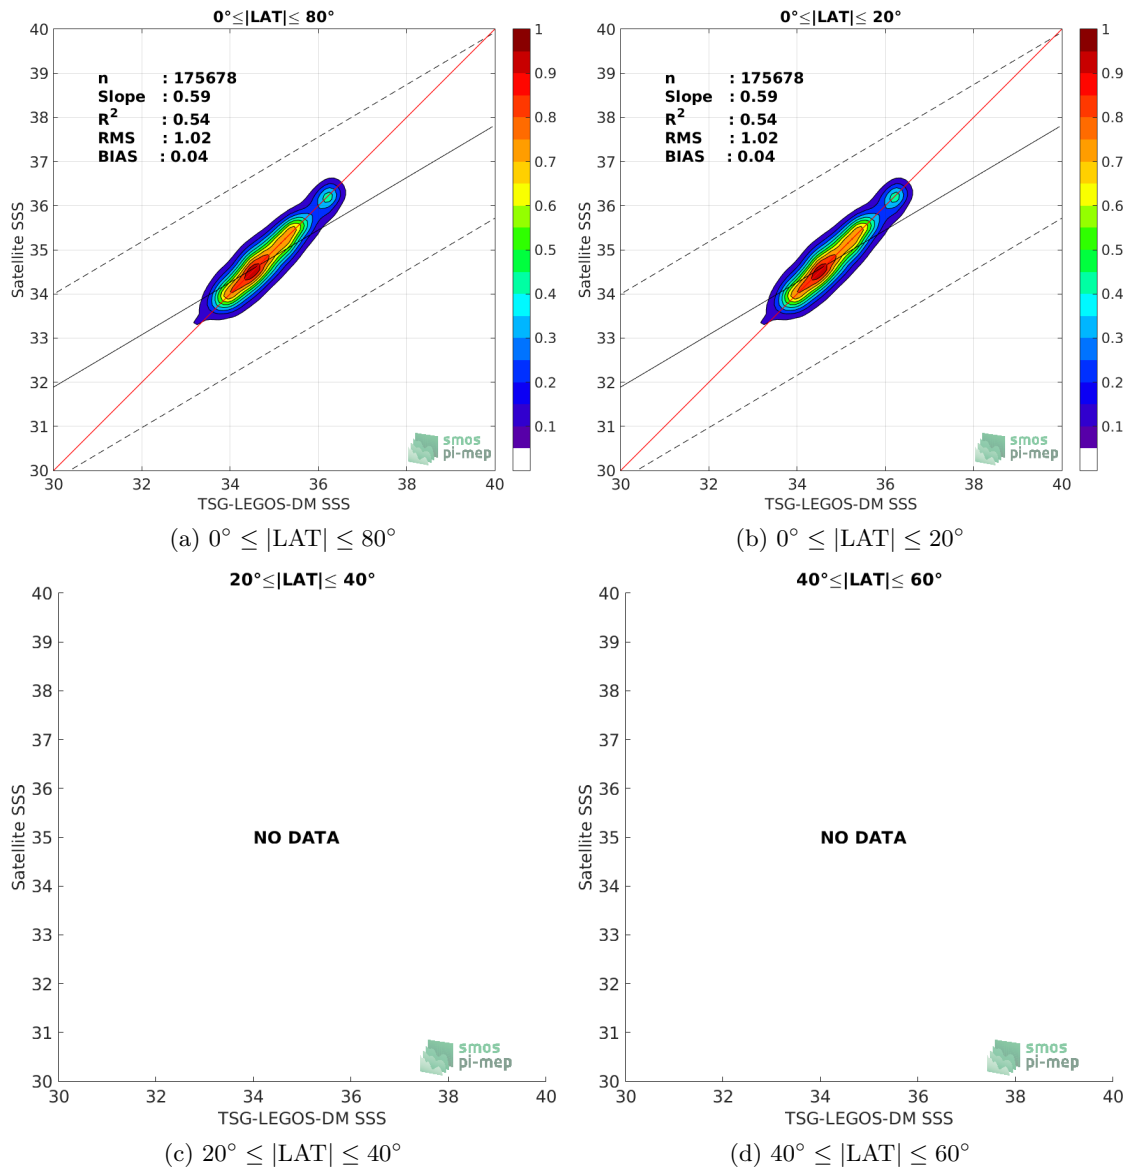 0°≤|LAT|≤ 80°
40
39
38
37
36
35
34
33
32
31
30
Satellite SSS
n : 175678
Slope : 0.59
R² : 0.54
RMS : 1.02
BIAS : 0.04
smos
pi-mep
30 32 34 36 38 40
TSG-LEGOS-DM SSS
1
0.9
0.8
0.7
0.6
0.5
0.4
0.3
0.2
0.1
(a) 0° ≤ |LAT| ≤ 80°
0°≤|LAT|≤ 20°
40
39
38
37
36
35
34
33
32
31
30
Satellite SSS
n : 175678
Slope : 0.59
R² : 0.54
RMS : 1.02
BIAS : 0.04
smos
pi-mep
30 32 34 36 38 40
TSG-LEGOS-DM SSS
1
0.9
0.8
0.7
0.6
0.5
0.4
0.3
0.2
0.1
(b) 0° ≤ |LAT| ≤ 20°
20°≤|LAT|≤ 40°
40
39
38
37
36
35
34
33
32
31
30
Satellite SSS
NO DATA
smos
pi-mep
30 32 34 36 38 40
TSG-LEGOS-DM SSS
(c) 20° ≤ |LAT| ≤ 40°
40°≤|LAT|≤ 60°
40
39
38
37
36
35
34
33
32
31
30
Satellite SSS
NO DATA
smos
pi-mep
30 32 34 36 38 40
TSG-LEGOS-DM SSS
(d) 40° ≤ |LAT| ≤ 60°